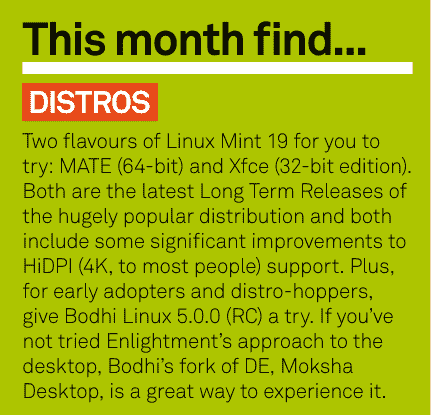 This month find...
DISTROS
Two flavours of Linux Mint 19 for you to
try: MATE (64-bit) and Xfce (32-bit edition).
Both are the latest Long Term Releases of
the hugely popular distribution and both
include some significant improvements to
HiDPI (4K, to most people) support. Plus,
for early adopters and distro-hoppers,
give Bodhi Linux 5.0.0 (RC) a try. If you've
not tried Enlightment's approach to the
desktop, Bodhi's fork of DE, Moksha
Desktop, is a great way to experience it.